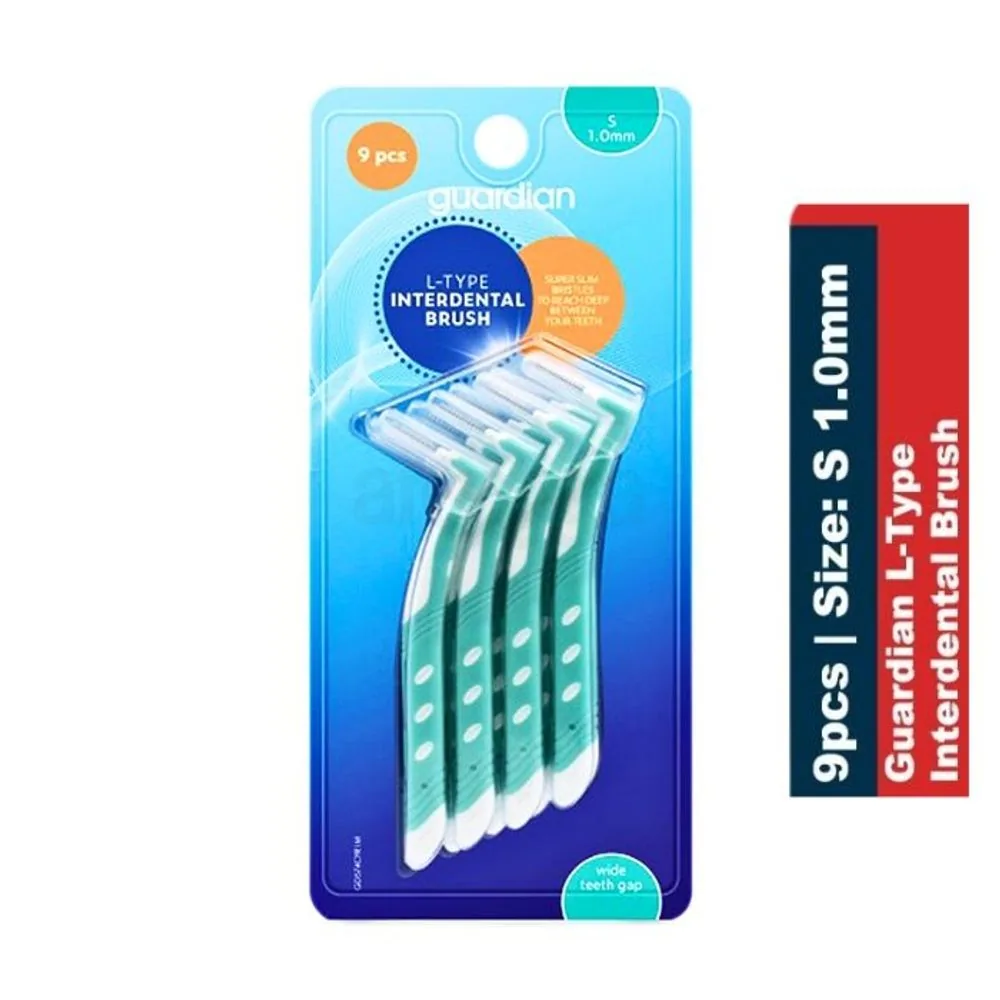 S
1.0mm
9 pcs
guardian
L-TYPE
INTERDENTAL
BRUSH
SUPER SLIM
BRISTLES
TO REACH DEEP
BETWEEN
YOUR TEETH
wide
teeth gap
9pcs | Size: S 1.0mm
Guardian L-Type
Interdental Brush